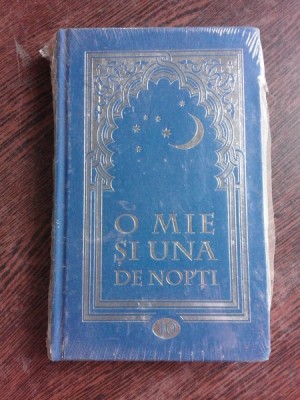 O MIE
ȘI UNA
DE NOPȚI